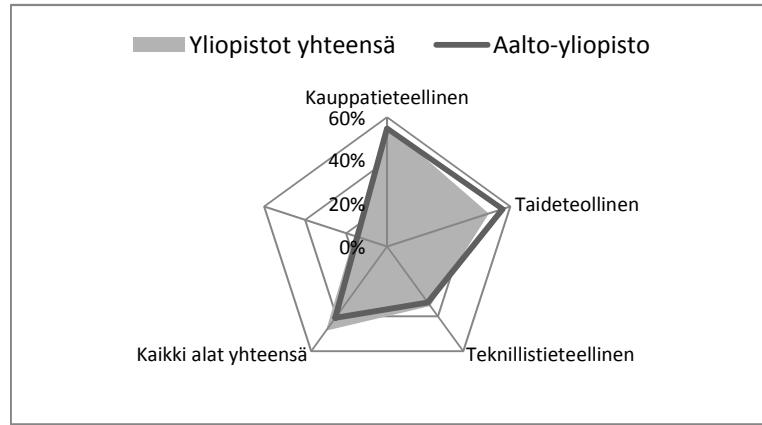 Yliopistot yhteensä
Aalto-yliopisto
Kauppatieteellinen
60%
40%
20%
0%
Taideteollinen
Teknillistieteellinen
Kaikki alat yhteensä